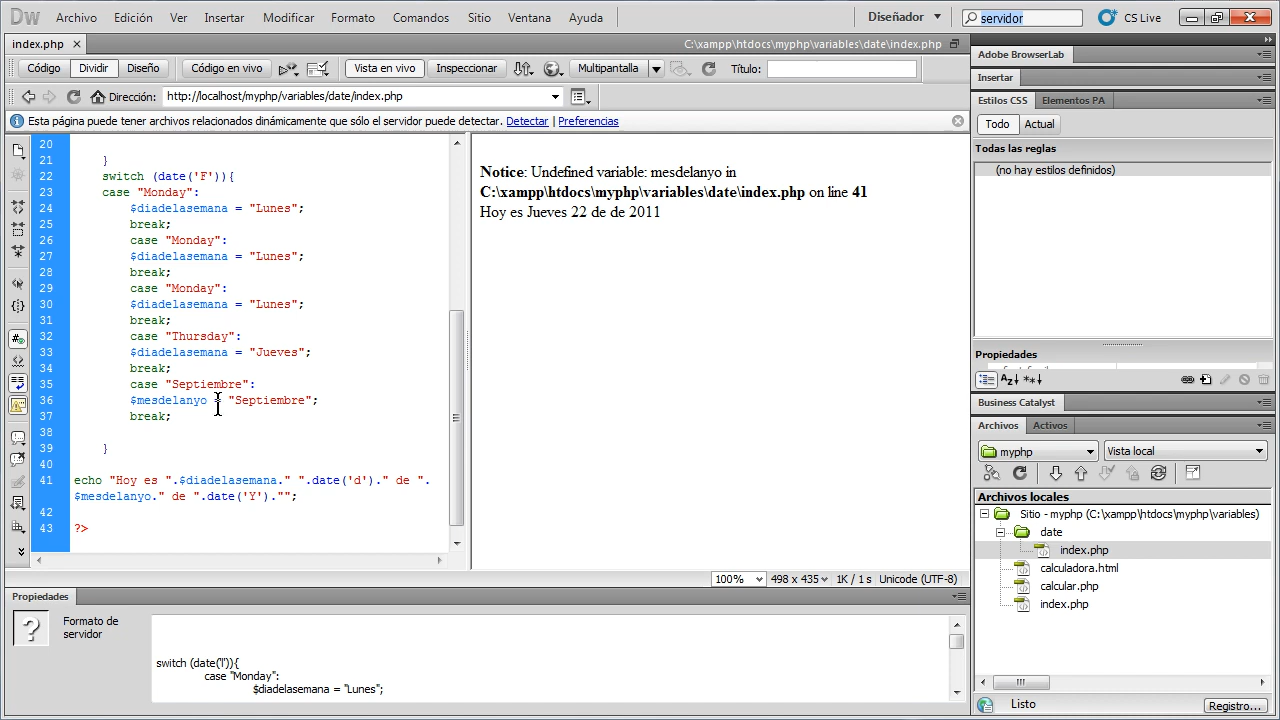 Dw Archivo Edición Ver Insertar Modificar Formato Comandos Sitio Ventana Ayuda Diseñador servidor CS Live
index.php C:\xampp\htdocs\myphp\variables\date\index.php
Código Dividir Diseño Código en vivo Vista en vivo Inspeccionar Multipantalla Título:
Dirección: http://localhost/myphp/variables/date/index.php
Esta página puede tener archivos relacionados dinámicamente que sólo el servidor puede detectar. Detectar | Preferencias
20
21 }
22 switch (date('F')){
23 case "Monday":
24 $diadelasemana = "Lunes";
25 break;
26 case "Monday":
27 $diadelasemana = "Lunes";
28 break;
29 case "Monday":
30 $diadelasemana = "Lunes";
31 break;
32 case "Thursday":
33 $diadelasemana = "Jueves";
34 break;
35 case "Septiembre":
36 $mesdelanyo = "Septiembre";
37 break;
38
39 }
40
41 echo "Hoy es ".$diadelasemana." ".date('d')." de ".
$mesdelanyo." de ".date('Y')."";
42
43 ?>
Notice: Undefined variable: mesdelanyo in
C:\xampp\htdocs\myphp\variables\date\index.php on line 41
Hoy es Jueves 22 de de 2011
100% 498 x 435 1K / 1 s Unicode (UTF-8)
Propiedades
Formato de
servidor
switch (date('l')){
case "Monday":
$diadelasemana = "Lunes";
Adobe BrowserLab
Insertar
Estilos CSS Elementos PA
Todo Actual
Todas las reglas
(no hay estilos definidos)
Propiedades
Business Catalyst
Archivos Activos
myphp Vista local
Archivos locales
Sitio - myphp (C:\xampp\htdocs\myphp\variables)
date
index.php
calculadora.html
calcular.php
index.php
Listo Registro...